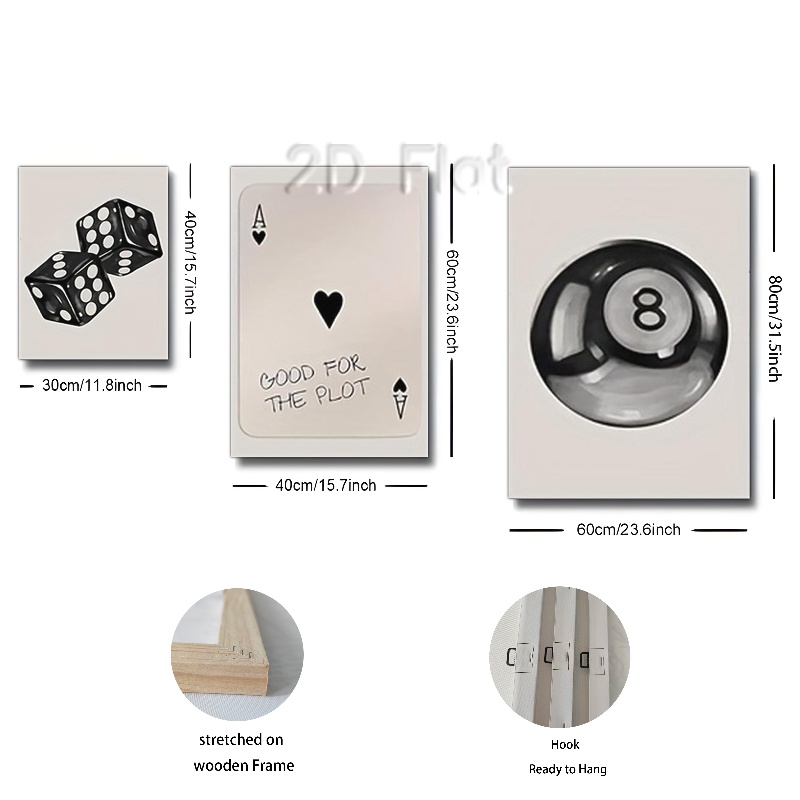 2D Flat
A
GOOD FOR
THE PLOT
A
8
40cm/15.7inch
30cm/11.8inch
60cm/23.6inch
40cm/15.7inch
80cm/31.5inch
60cm/23.6inch
stretched on
wooden Frame
Hook
Ready to Hang